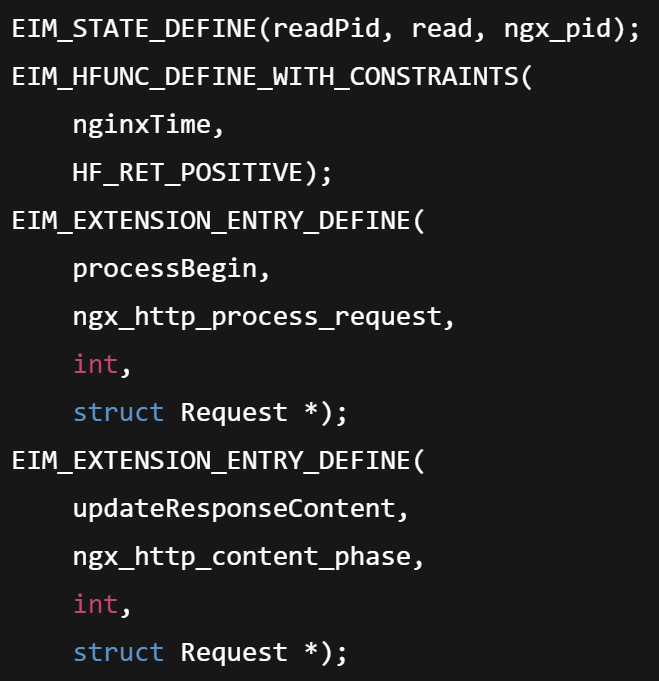 EIM_STATE_DEFINE(readPid, read, ngx_pid);
EIM_HFUNC_DEFINE_WITH_CONSTRAINTS(
    nginxTime,
    HF_RET_POSITIVE);
EIM_EXTENSION_ENTRY_DEFINE(
    processBegin,
    ngx_http_process_request,
    int,
    struct Request *);
EIM_EXTENSION_ENTRY_DEFINE(
    updateResponseContent,
    ngx_http_content_phase,
    int,
    struct Request *);